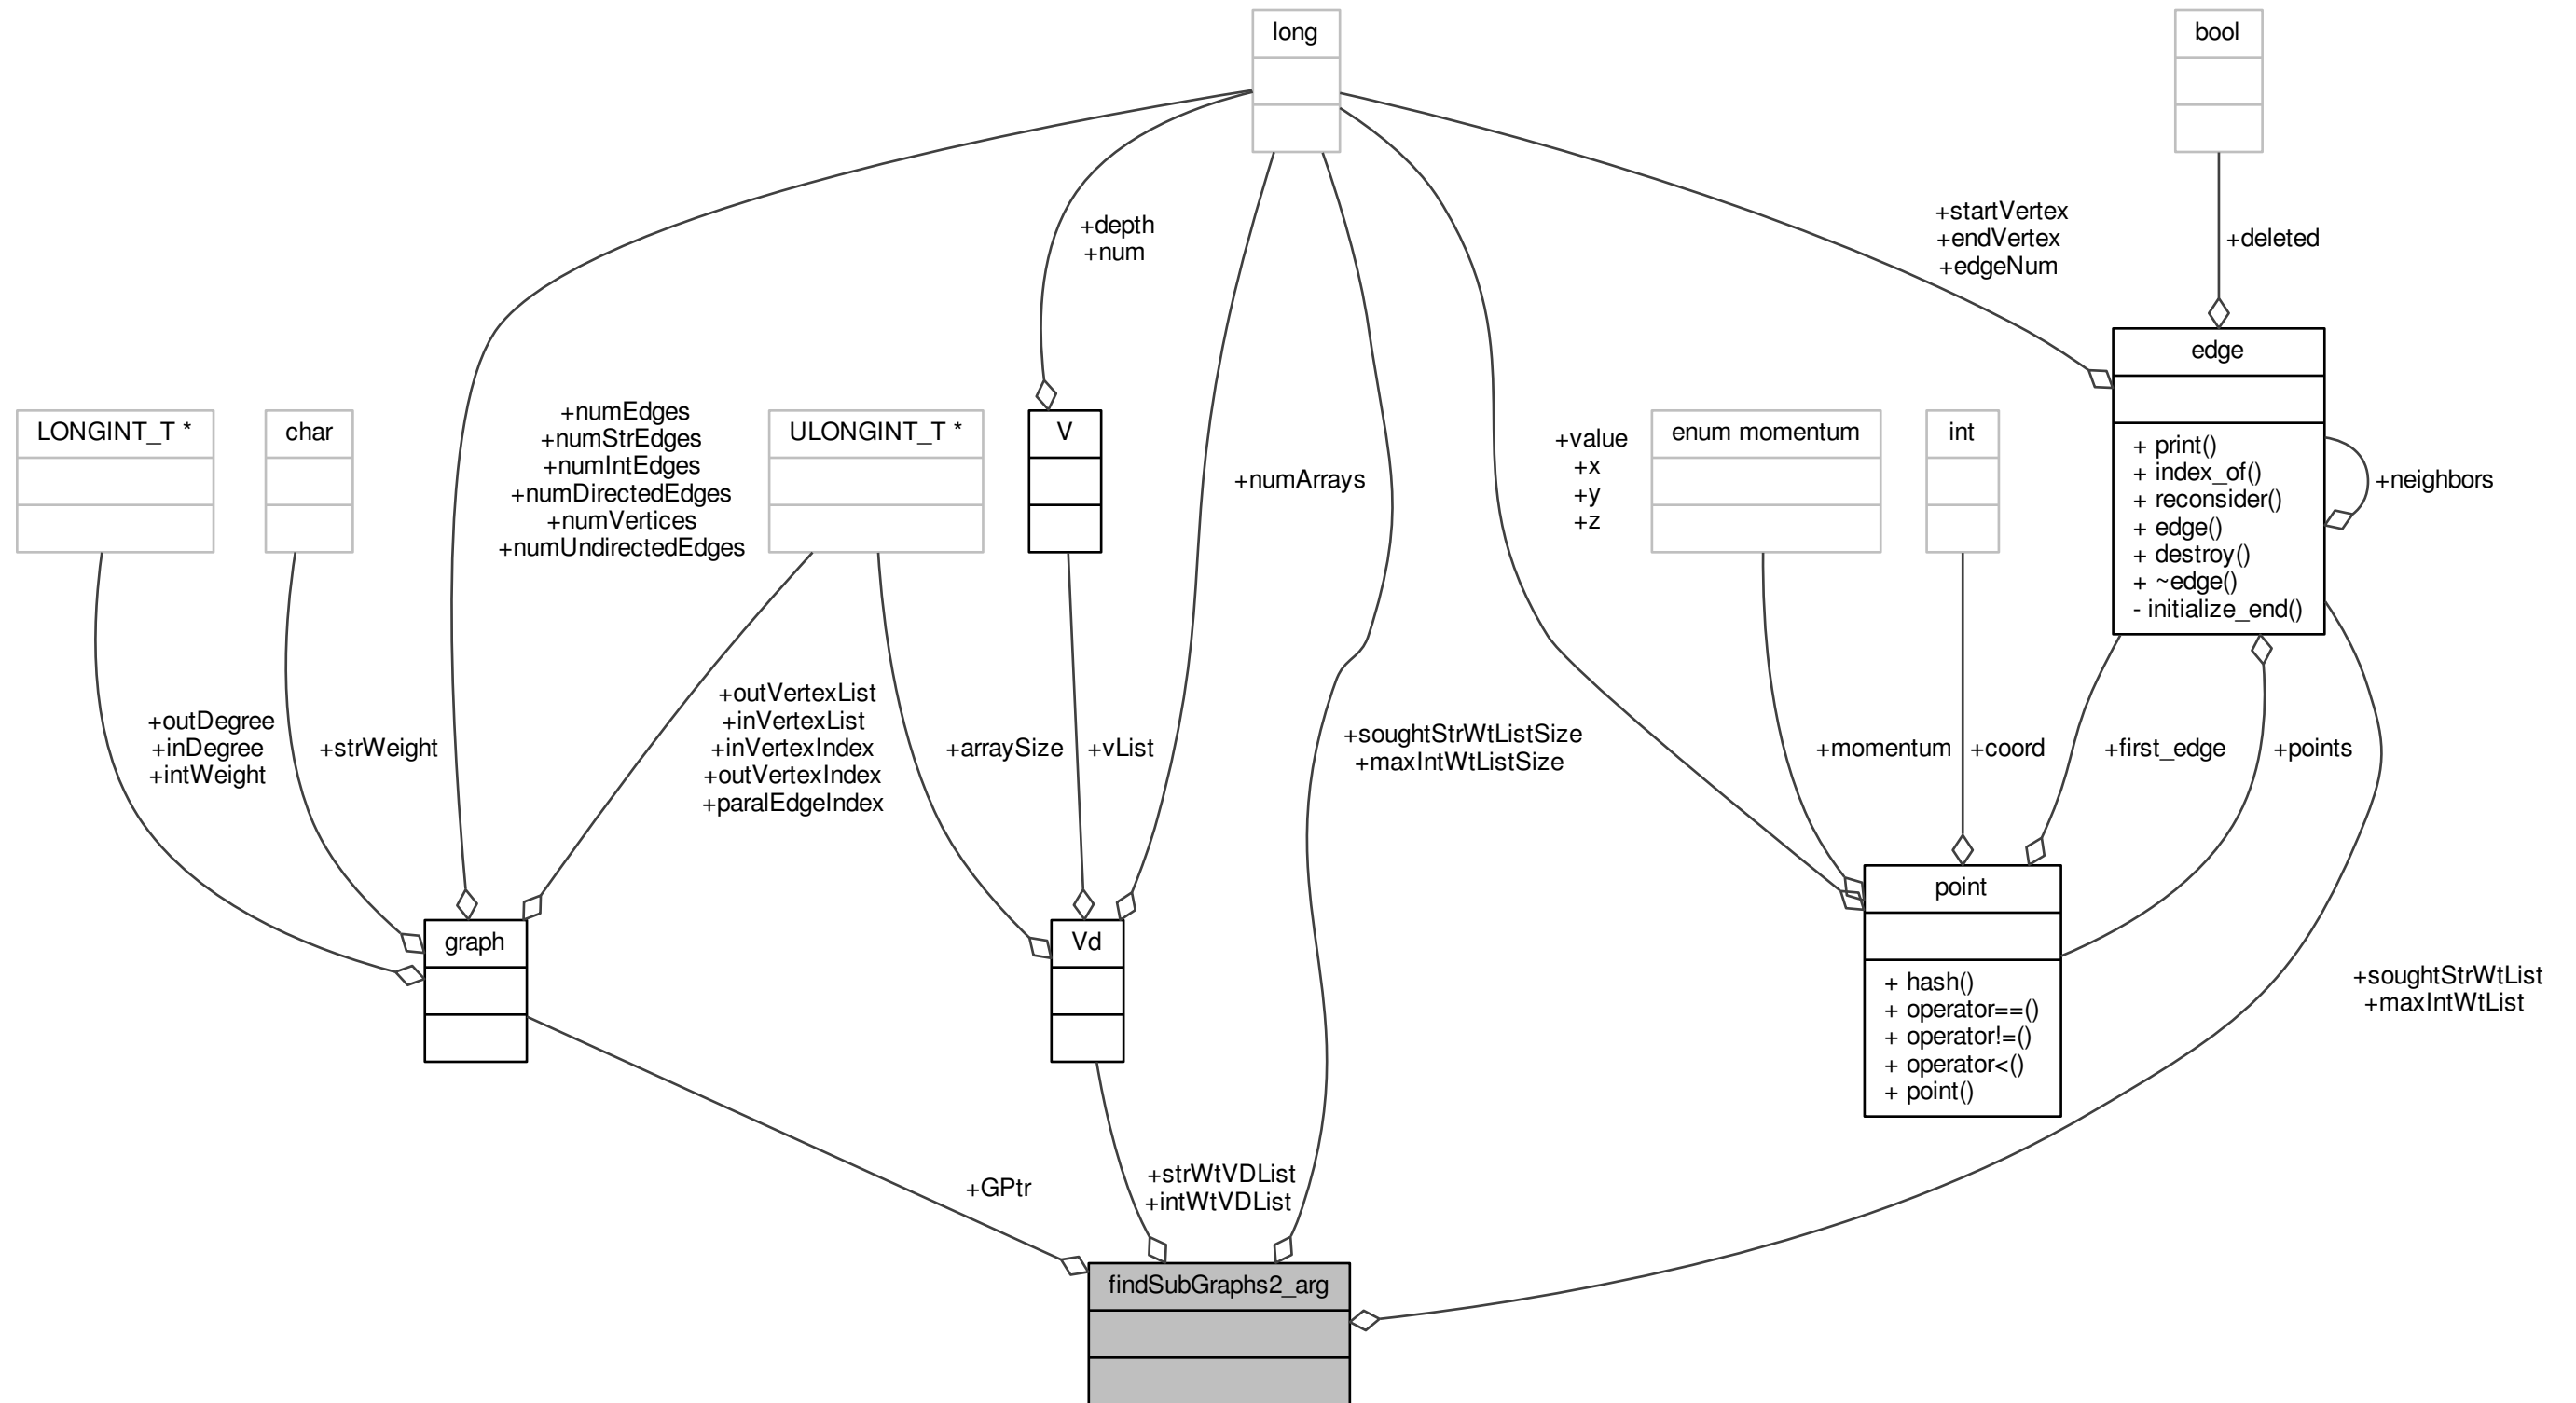 long
bool
+depth
+num
+startVertex
+endVertex
+edgeNum
+deleted
edge
+ print()
+ index_of()
+ reconsider()
+ edge()
+ destroy()
+ ~edge()
- initialize_end()
+neighbors
LONGINT_T *
char
+numEdges
+numStrEdges
+numIntEdges
+numDirectedEdges
+numVertices
+numUndirectedEdges
ULONGINT_T *
V
+numArrays
+value
+x
+y
+z
enum momentum
int
+outDegree
+inDegree
+intWeight
+strWeight
+outVertexList
+inVertexList
+inVertexIndex
+outVertexIndex
+paralEdgeIndex
+arraySize
+vList
+soughtStrWtListSize
+maxIntWtListSize
+momentum
+coord
+first_edge
+points
graph
Vd
point
+ hash()
+ operator==()
+ operator!=()
+ operator<()
+ point()
+soughtStrWtList
+maxIntWtList
+GPtr
+strWtVDList
+intWtVDList
findSubGraphs2_arg